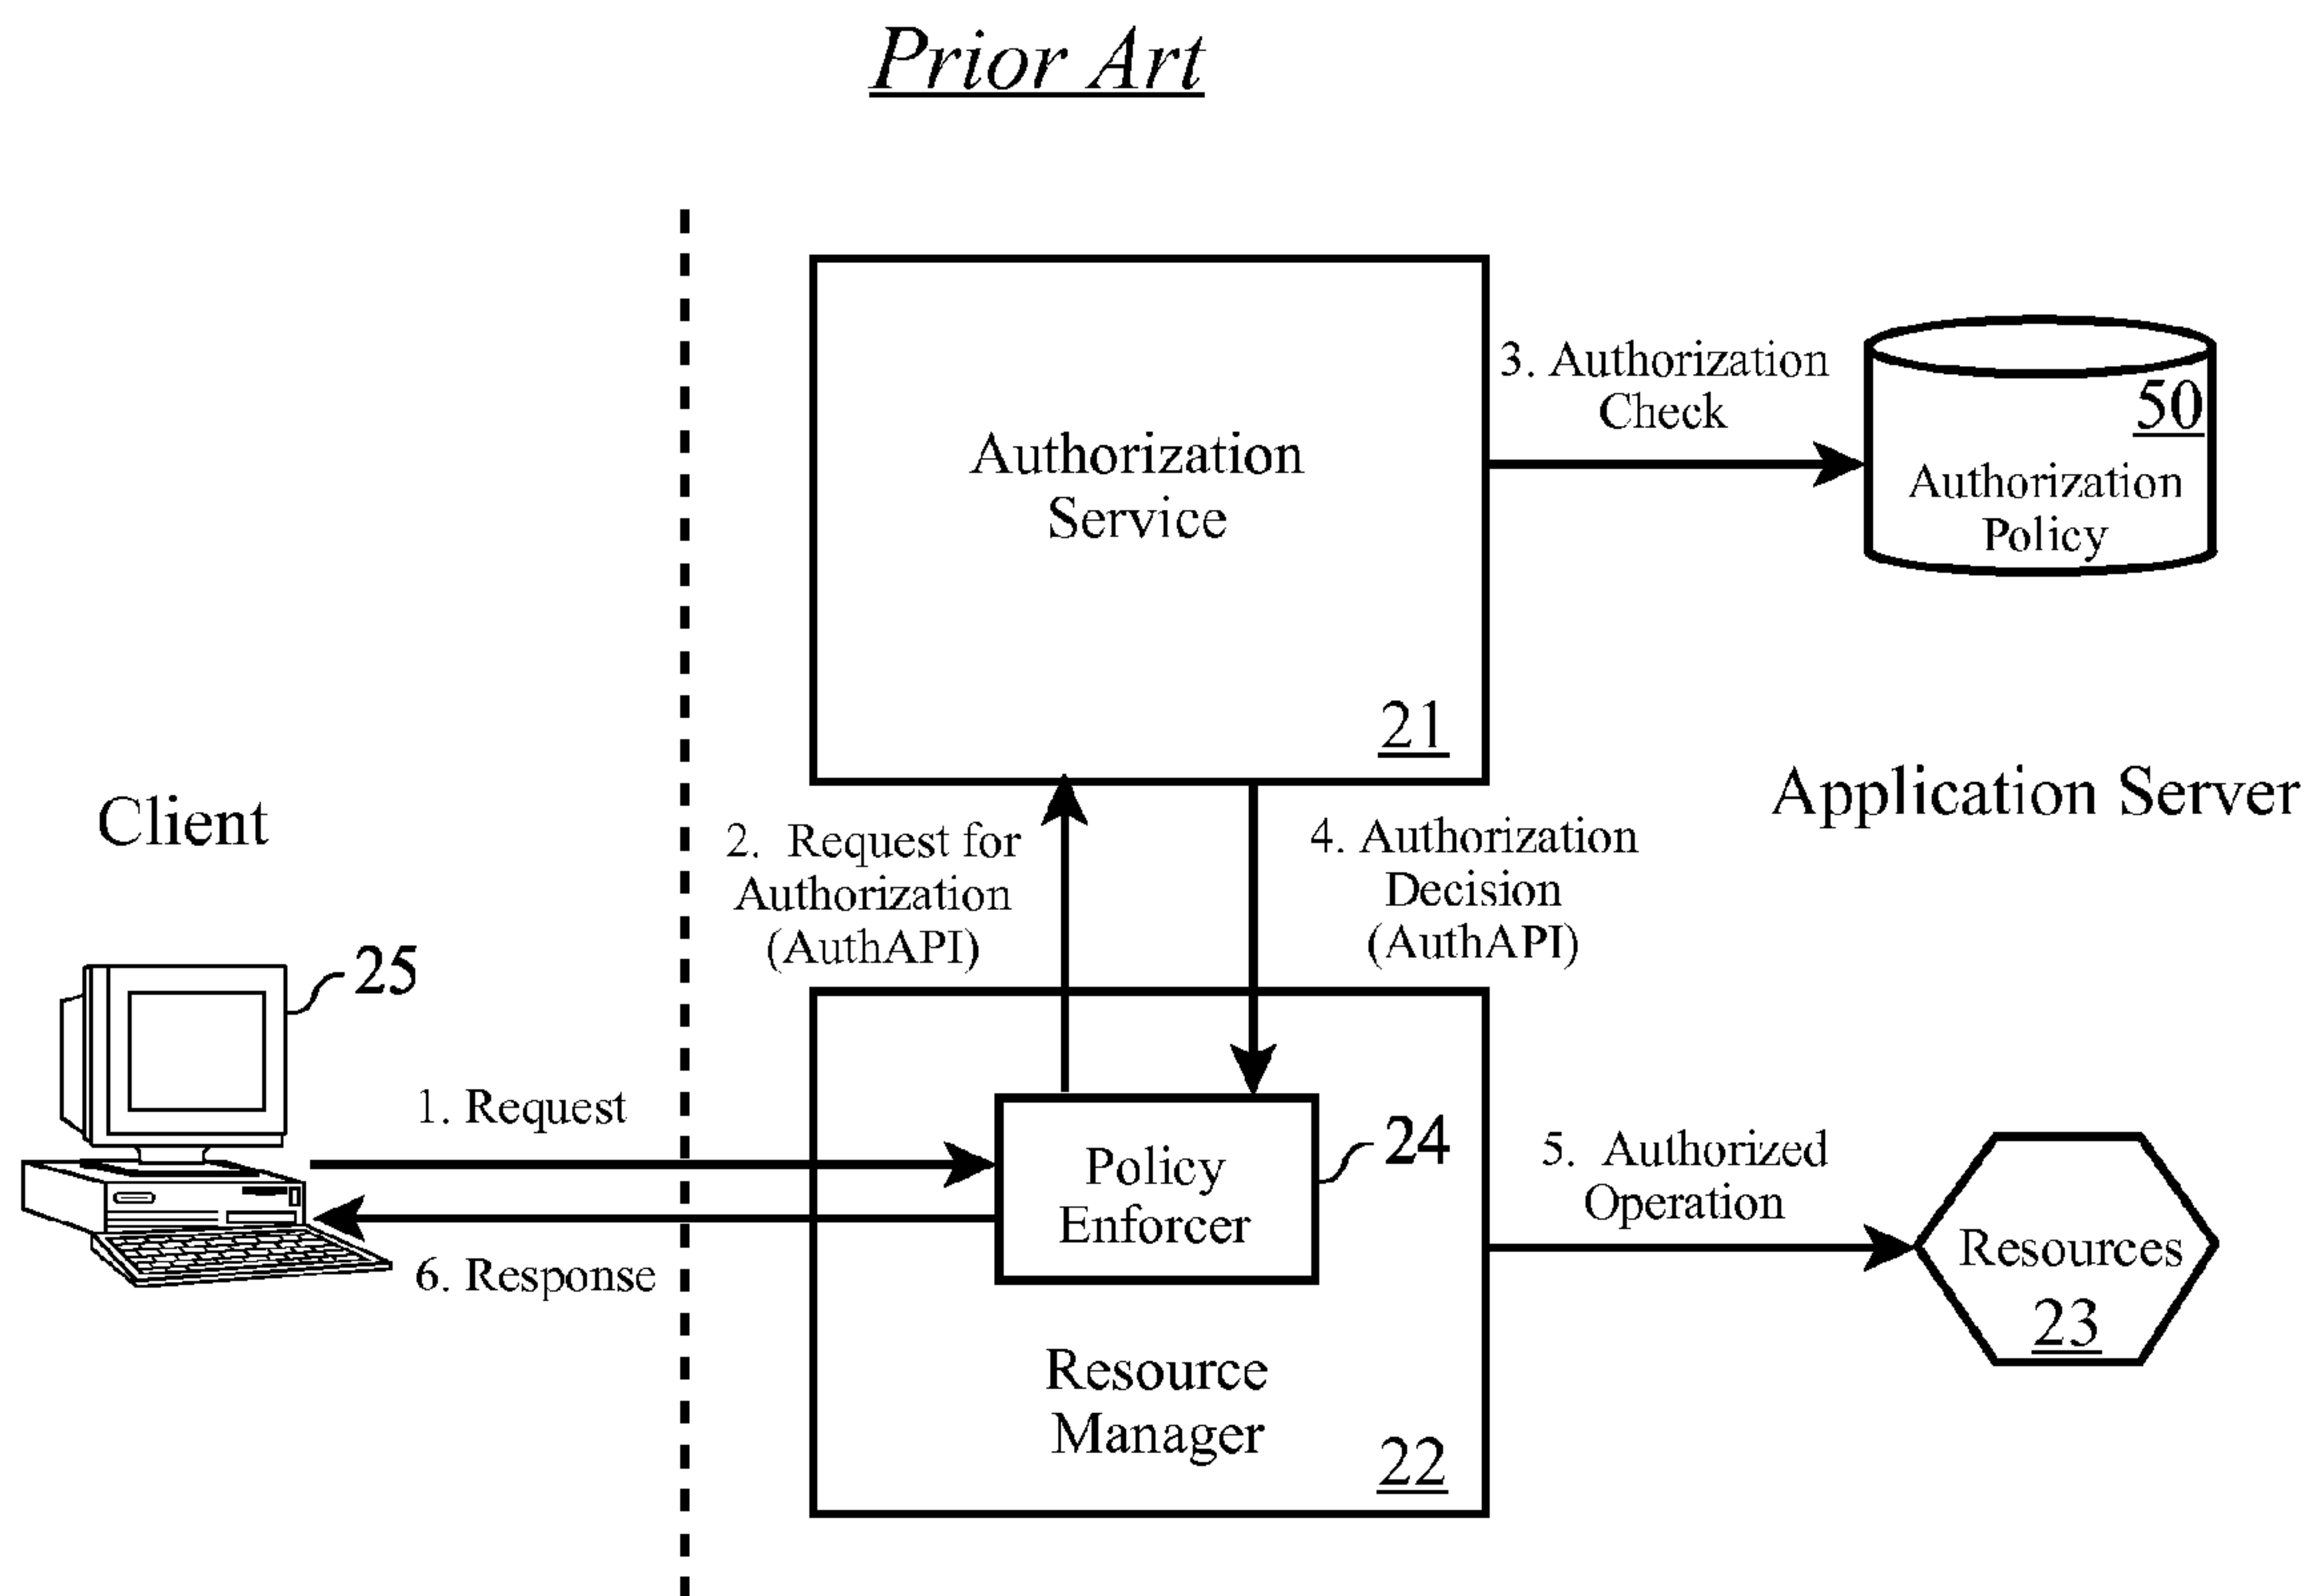 Prior Art
Authorization
Service
21
3. Authorization
Check
50
Authorization
Policy
Client
Application Server
2. Request for
Authorization
(AuthAPI)
4. Authorization
Decision
(AuthAPI)
25
1. Request
6. Response
Policy
Enforcer
24
5. Authorized
Operation
Resources
23
Resource
Manager
22